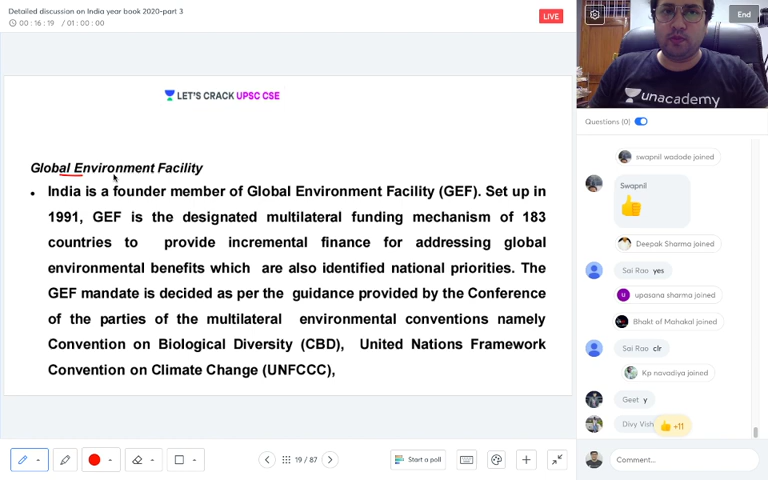 Detailed discussion on India year book 2020-part 3
00 : 16 : 19 / 01 : 00 : 00
LIVE
End
LET'S CRACK UPSC CSE
unacademy
Questions (0)
Global Environment Facility
• India is a founder member of Global Environment Facility (GEF). Set up in
1991, GEF is the designated multilateral funding mechanism of 183
countries to provide incremental finance for addressing global
environmental benefits which are also identified national priorities. The
GEF mandate is decided as per the guidance provided by the Conference
of the parties of the multilateral environmental conventions namely
Convention on Biological Diversity (CBD), United Nations Framework
Convention on Climate Change (UNFCCC),
swapnil wadode joined
Swapnil
Deepak Sharma joined
Sai Rao yes
u
upasana sharma joined
Bhakt of Mahakal joined
Sai Rao clr
Kp navadiya joined
Geet y
Divy Vish
+11
19 / 87
Start a poll
Comment...